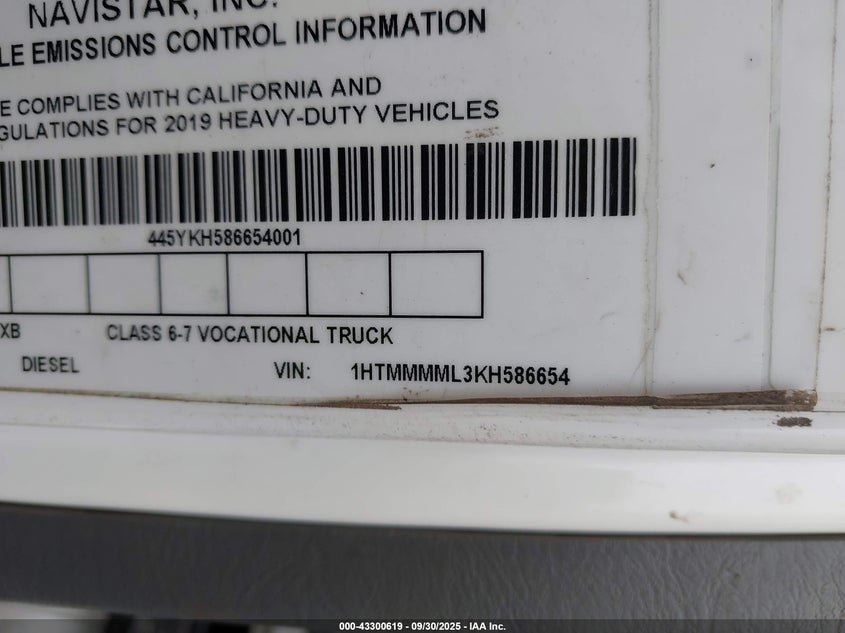 NAVISTAR, INC.
LE EMISSIONS CONTROL INFORMATION
E COMPLIES WITH CALIFORNIA AND
GULATIONS FOR 2019 HEAVY-DUTY VEHICLES
445YKH586654001
XB CLASS 6-7 VOCATIONAL TRUCK
DIESEL VIN: 1HTMMMML3KH586654
000-43300619 - 09/30/2025 - IAA Inc.